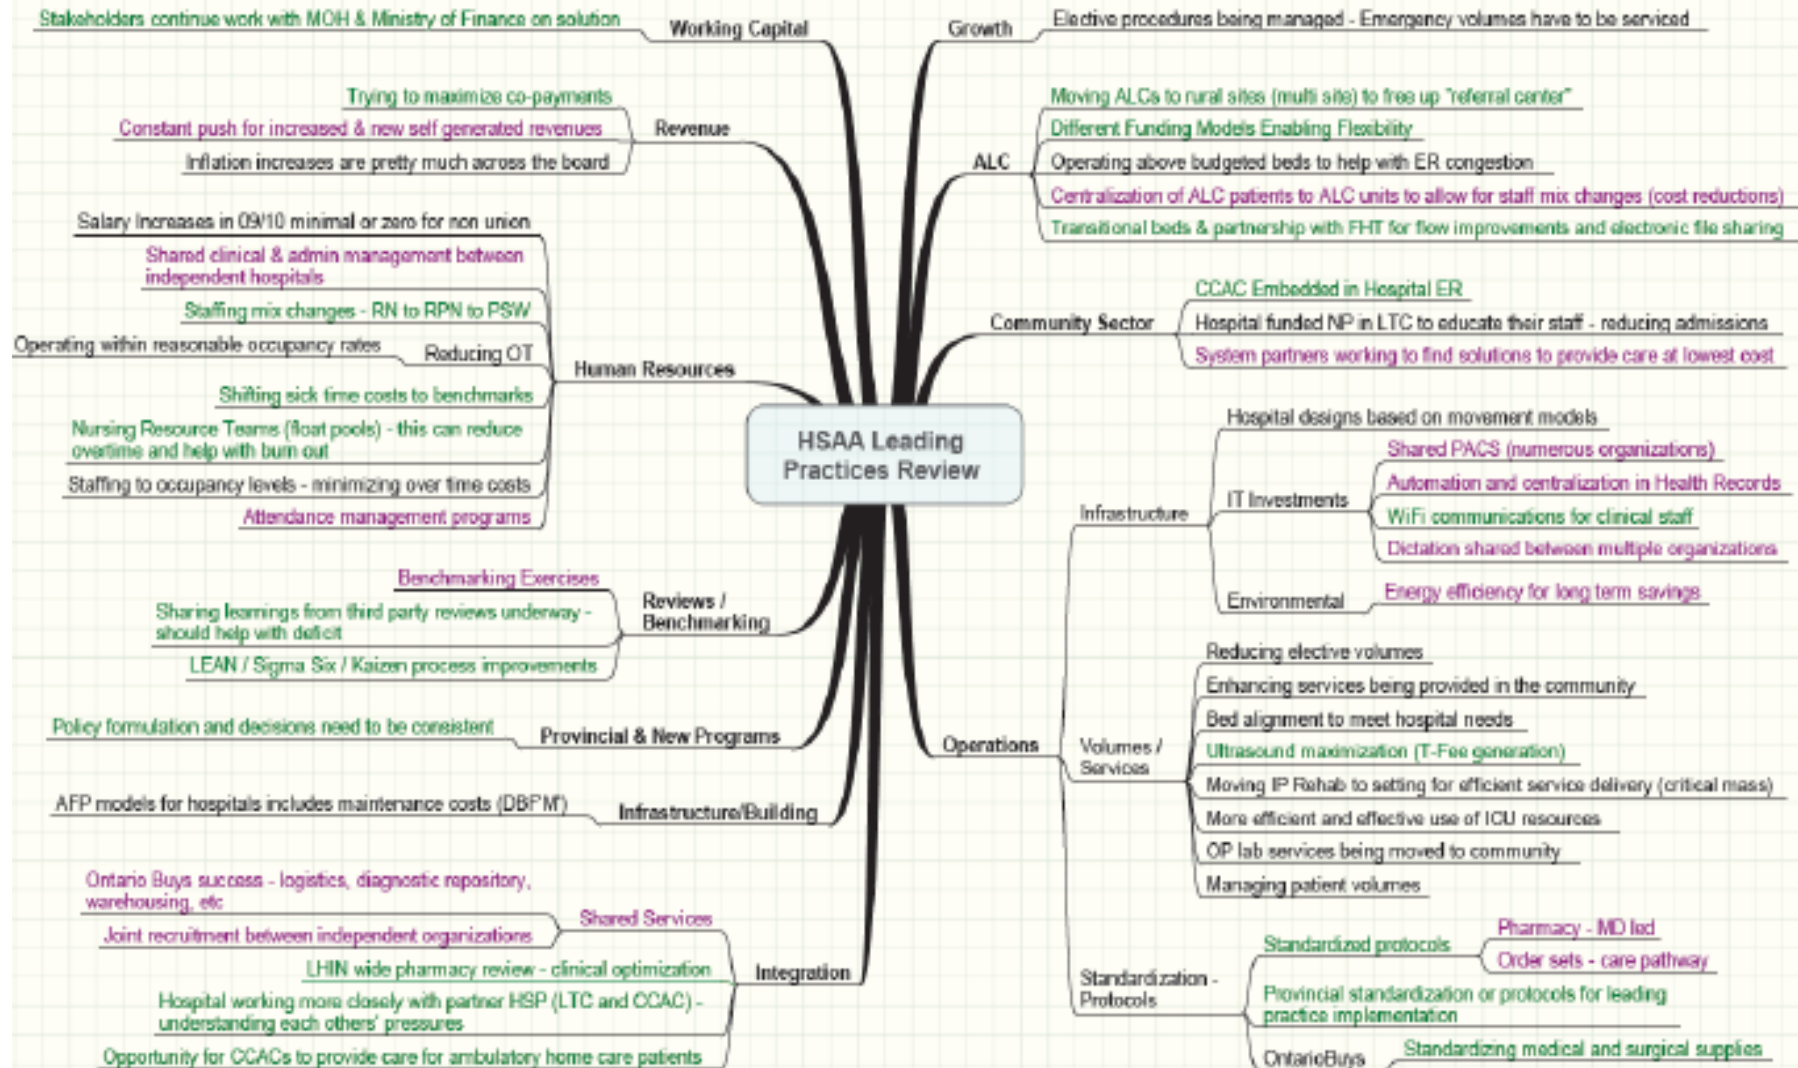 Stakeholders continue work with MOH & Ministry of Finance on solution
Working Capital
Trying to maximize co-payments
Constant push for increased & new self generated revenues
Revenue
Inflation increases are pretty much across the board
Salary Increases in 09/10 minimal or zero for non union
Shared clinical & admin management between
independent hospitals
Staffing mix changes - RN to RPN to PSW
Operating within reasonable occupancy rates
Reducing OT
Human Resources
Shifting sick time costs to benchmarks
Nursing Resource Teams (float pools) - this can reduce
overtime and help with burn out
Staffing to occupancy levels - minimizing over time costs
Attendance management programs
Benchmarking Exercises
Sharing learnings from third party reviews underway -
should help with deficit
Reviews /
Benchmarking
LEAN / Sigma Six / Kaizen process improvements
Policy formulation and decisions need to be consistent
Provincial & New Programs
AFP models for hospitals includes maintenance costs (DBF'M')
Infrastructure/Building
Ontario Buys success - logistics, diagnostic repository,
warehousing, etc
Shared Services
Joint recruitment between independent organizations
LHIN wide pharmacy review - clinical optimization
Integration
Hospital working more closely with partner HSP (LTC and CCAC) -
understanding each others' pressures
Opportunity for CCACs to provide care for ambulatory home care patients
HSAA Leading
Practices Review
Growth
Elective procedures being managed - Emergency volumes have to be serviced
Moving ALCs to rural sites (multi site) to free up "referral center"
Different Funding Models Enabling Flexibility
ALC
Operating above budgeted beds to help with ER congestion
Centralization of ALC patients to ALC units to allow for staff mix changes (cost reductions)
Transitional beds & partnership with FHT for flow improvements and electronic file sharing
CCAC Embedded in Hospital ER
Community Sector
Hospital funded NP in LTC to educate their staff - reducing admissions
System partners working to find solutions to provide care at lowest cost
Hospital designs based on movement models
Shared PACS (numerous organizations)
Automation and centralization in Health Records
IT Investments
Infrastructure
WiFi communications for clinical staff
Dictation shared between multiple organizations
Environmental
Energy efficiency for long term savings
Reducing elective volumes
Enhancing services being provided in the community
Bed alignment to meet hospital needs
Operations
Volumes /
Services
Ultrasound maximization (T-Fee generation)
Moving IP Rehab to setting for efficient service delivery (critical mass)
More efficient and effective use of ICU resources
OP lab services being moved to community
Managing patient volumes
Standardized protocols
Pharmacy - MD led
Order sets - care pathway
Standardization -
Protocols
Provincial standardization or protocols for leading
practice implementation
OntarioBuys
Standardizing medical and surgical supplies